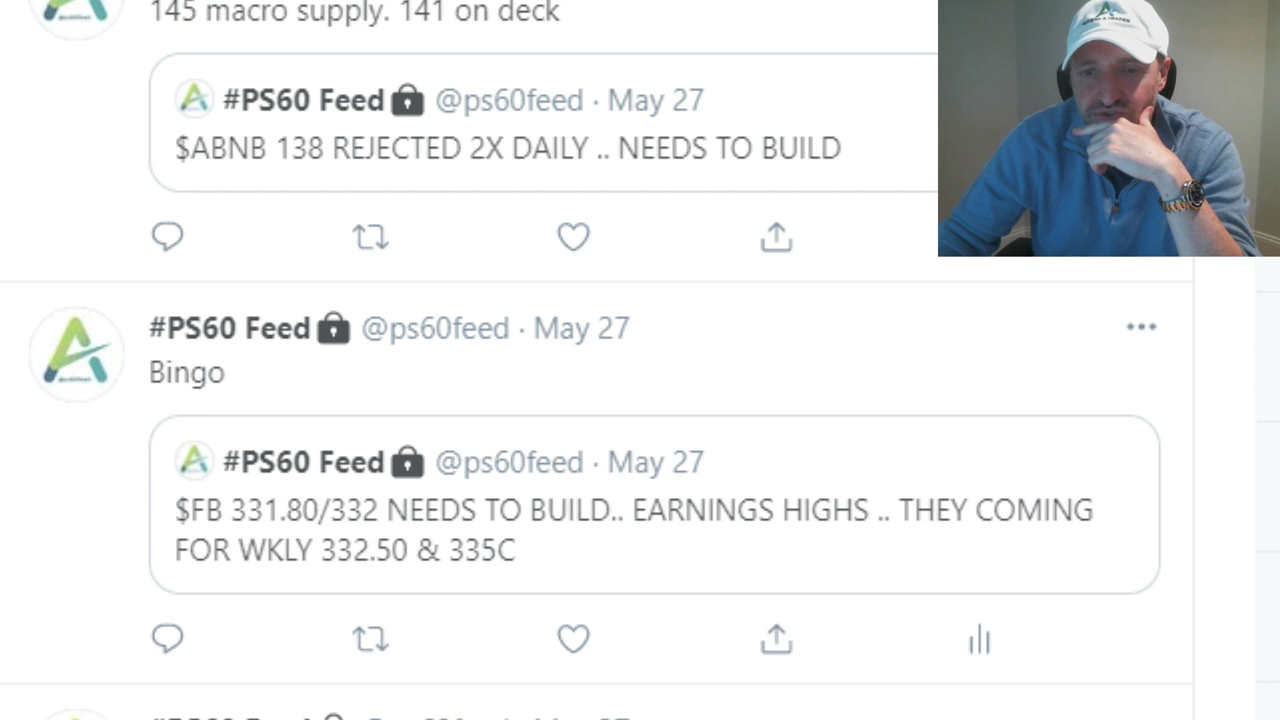 145 macro supply. 141 on deck
#PS60 Feed @ps60feed · May 27
$ABNB 138 REJECTED 2X DAILY .. NEEDS TO BUILD
#PS60 Feed @ps60feed · May 27
Bingo
#PS60 Feed @ps60feed · May 27
$FB 331.80/332 NEEDS TO BUILD.. EARNINGS HIGHS .. THEY COMING
FOR WKLY 332.50 & 335C